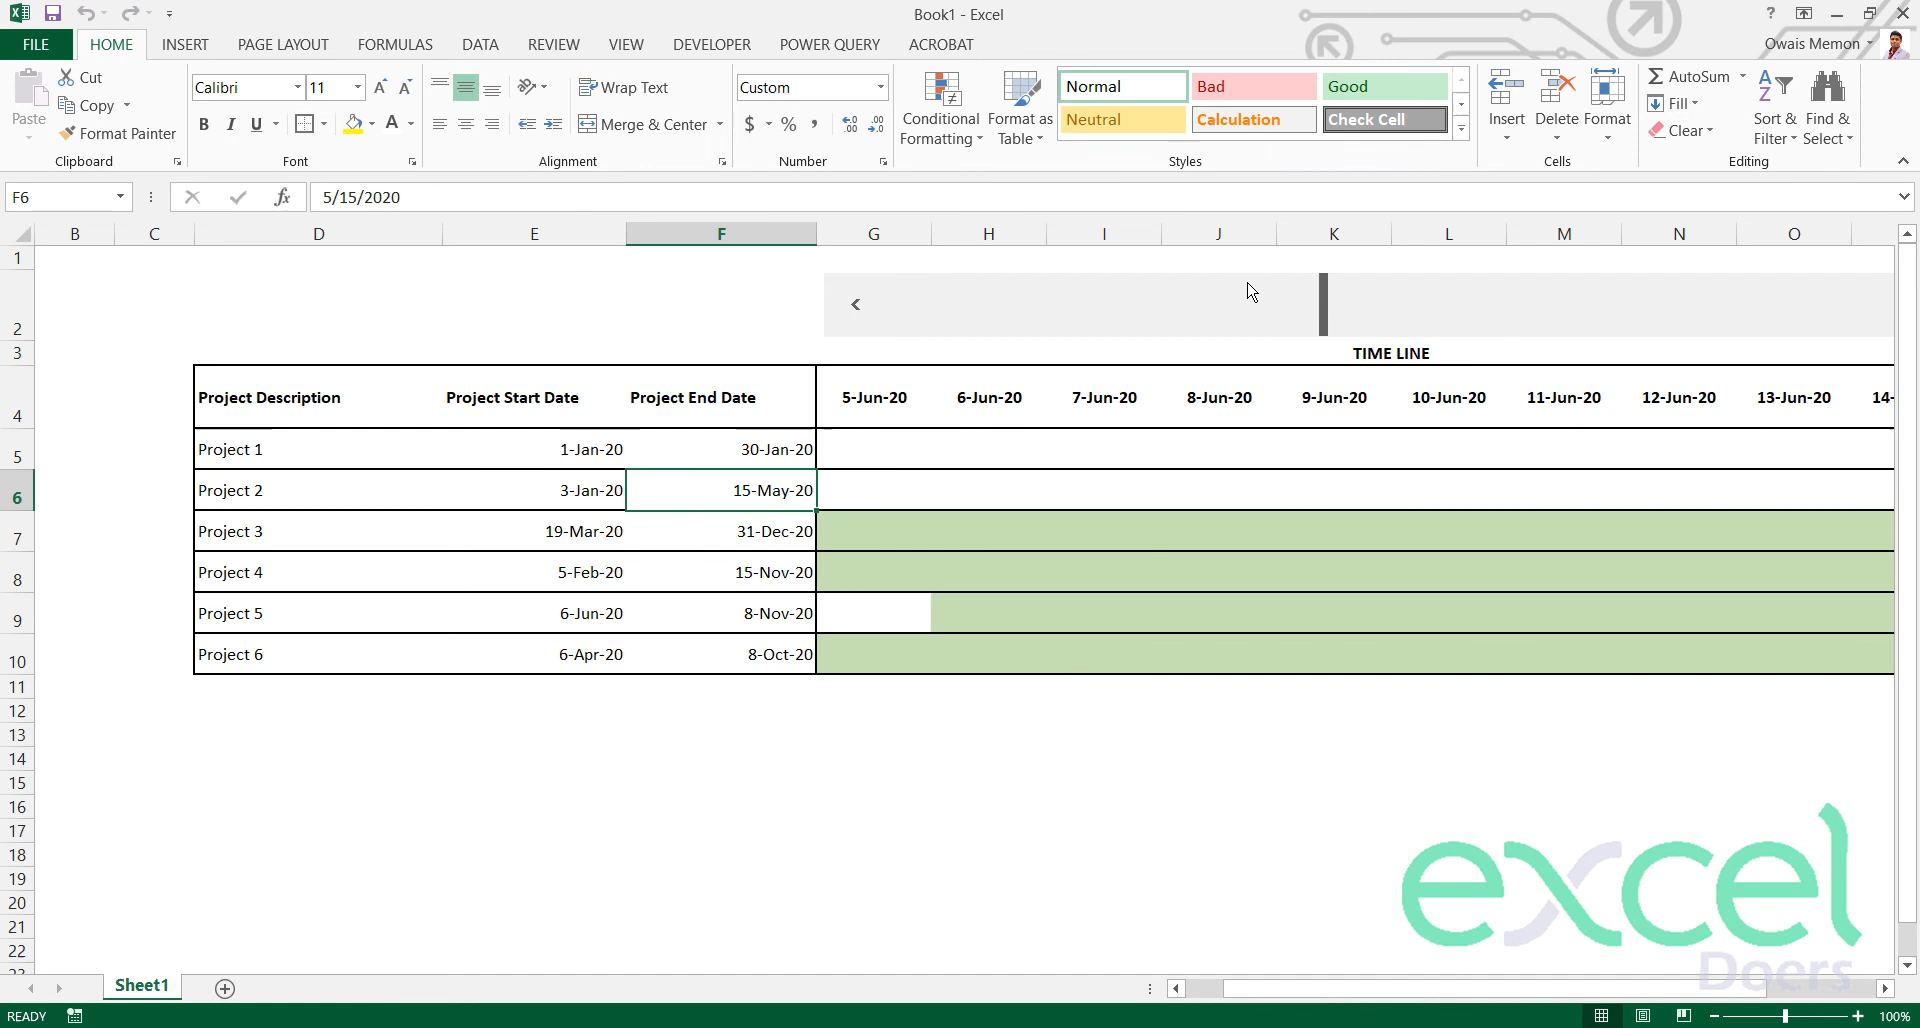 Book1 - Excel
?
Owais Memon
FILE HOME INSERT PAGE LAYOUT FORMULAS DATA REVIEW VIEW DEVELOPER POWER QUERY ACROBAT
Paste
Cut
Copy
Format Painter
Clipboard
Calibri 11
B I U
Font
Wrap Text
Merge & Center
Alignment
Custom
$ % ,
Number
Conditional Formatting
Format as Table
Normal Bad Good
Neutral Calculation Check Cell
Styles
Insert Delete Format
Cells
AutoSum
Fill
Clear
Sort & Filter
Find & Select
Editing
F6 fx 5/15/2020
B C D E F G H I J K L M N O
1
2
3 TIME LINE
4 Project Description Project Start Date Project End Date 5-Jun-20 6-Jun-20 7-Jun-20 8-Jun-20 9-Jun-20 10-Jun-20 11-Jun-20 12-Jun-20 13-Jun-20 14-
5 Project 1 1-Jan-20 30-Jan-20
6 Project 2 3-Jan-20 15-May-20
7 Project 3 19-Mar-20 31-Dec-20
8 Project 4 5-Feb-20 15-Nov-20
9 Project 5 6-Jun-20 8-Nov-20
10 Project 6 6-Apr-20 8-Oct-20
11
12
13
14
15
16
17
18
19
20
21
22
23
excel
Doers
Sheet1
READY 100%